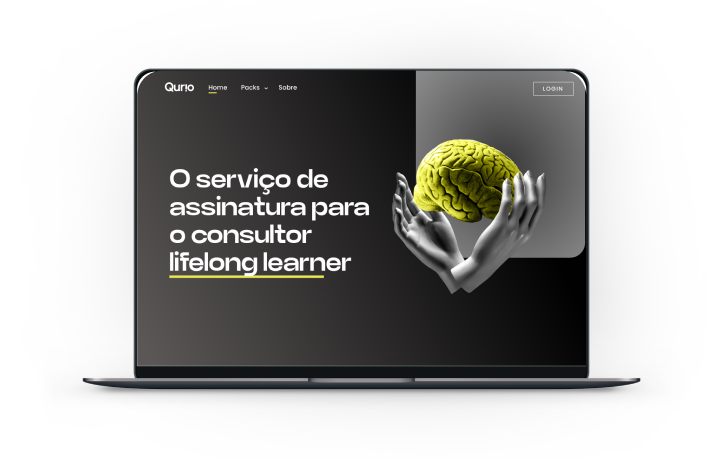 Qurio
Home
Packs
Sobre
LOGIN
O serviço de
assinatura para
o consultor
lifelong learner